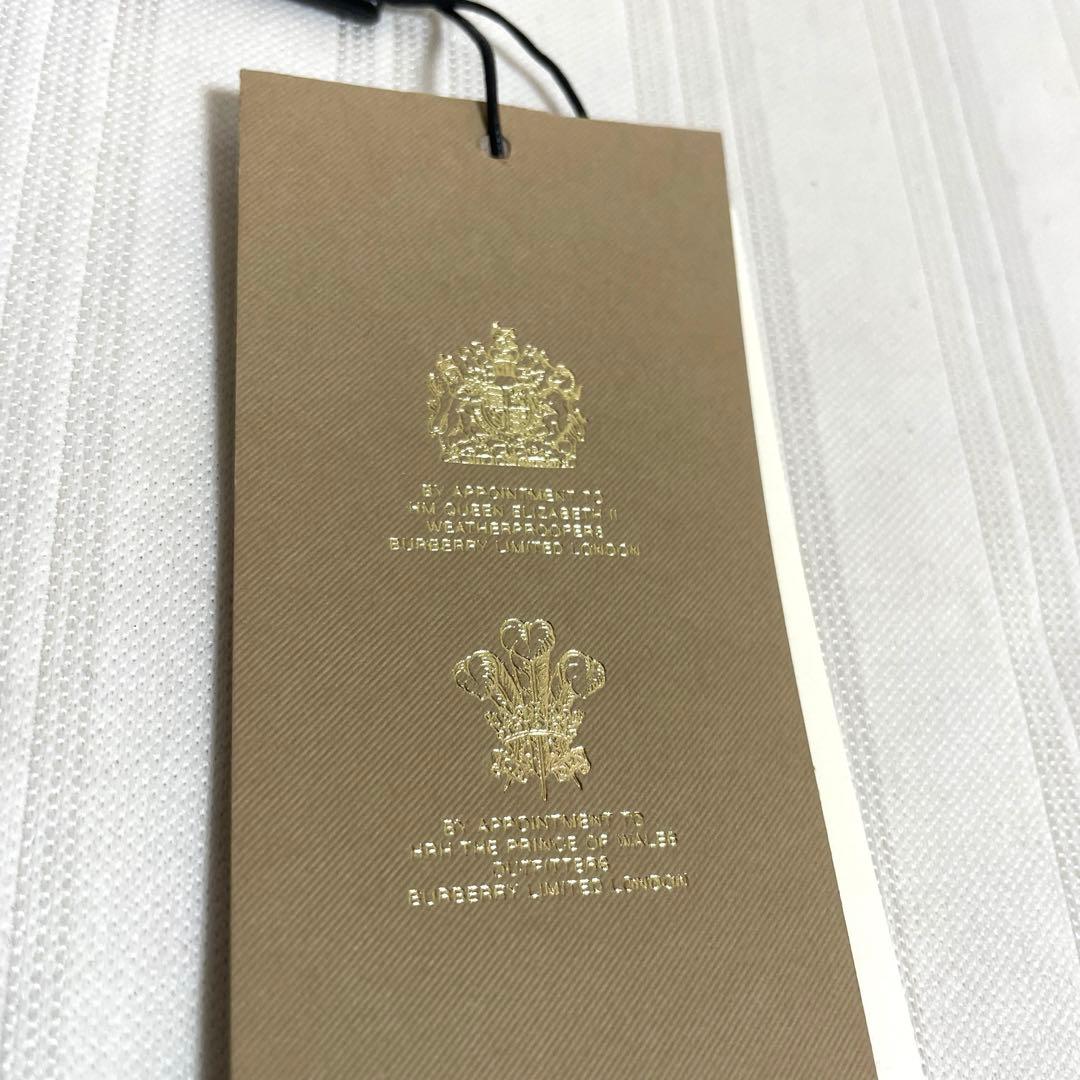 BY APPOINTMENT TO
HM QUEEN ELIZABETH II
WEATHERPROOFERS
BURBERRY LIMITED LONDON
BY APPOINTMENT TO
HRH THE PRINCE OF WALES
OUTFITTERS
BURBERRY LIMITED LONDON